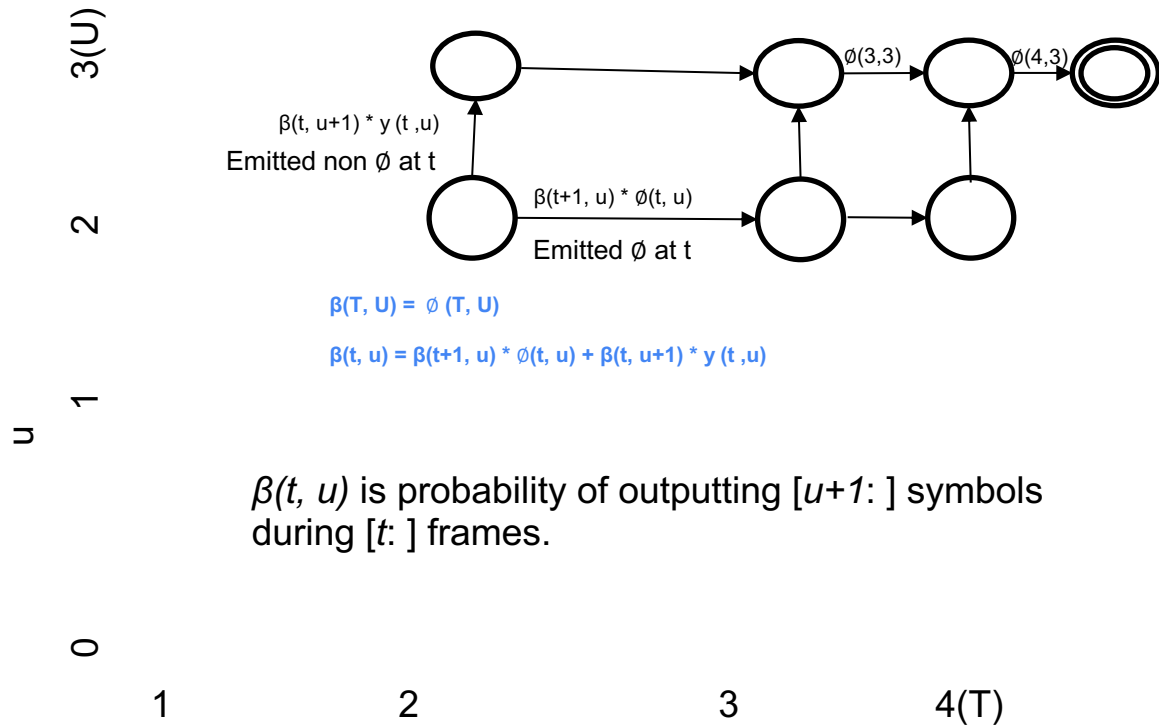 3(U)
ø(3,3)
ø(4,3)
β(t, u+1) * y (t ,u)
Emitted non ø at t
2
β(t+1, u) * ø(t, u)
Emitted ø at t
β(T, U) = ø (T, U)
β(t, u) = β(t+1, u) * ø(t, u) + β(t, u+1) * y (t ,u)
1
u
β(t, u) is probability of outputting [u+1: ] symbols
during [t: ] frames.
0
1 2 3 4(T)